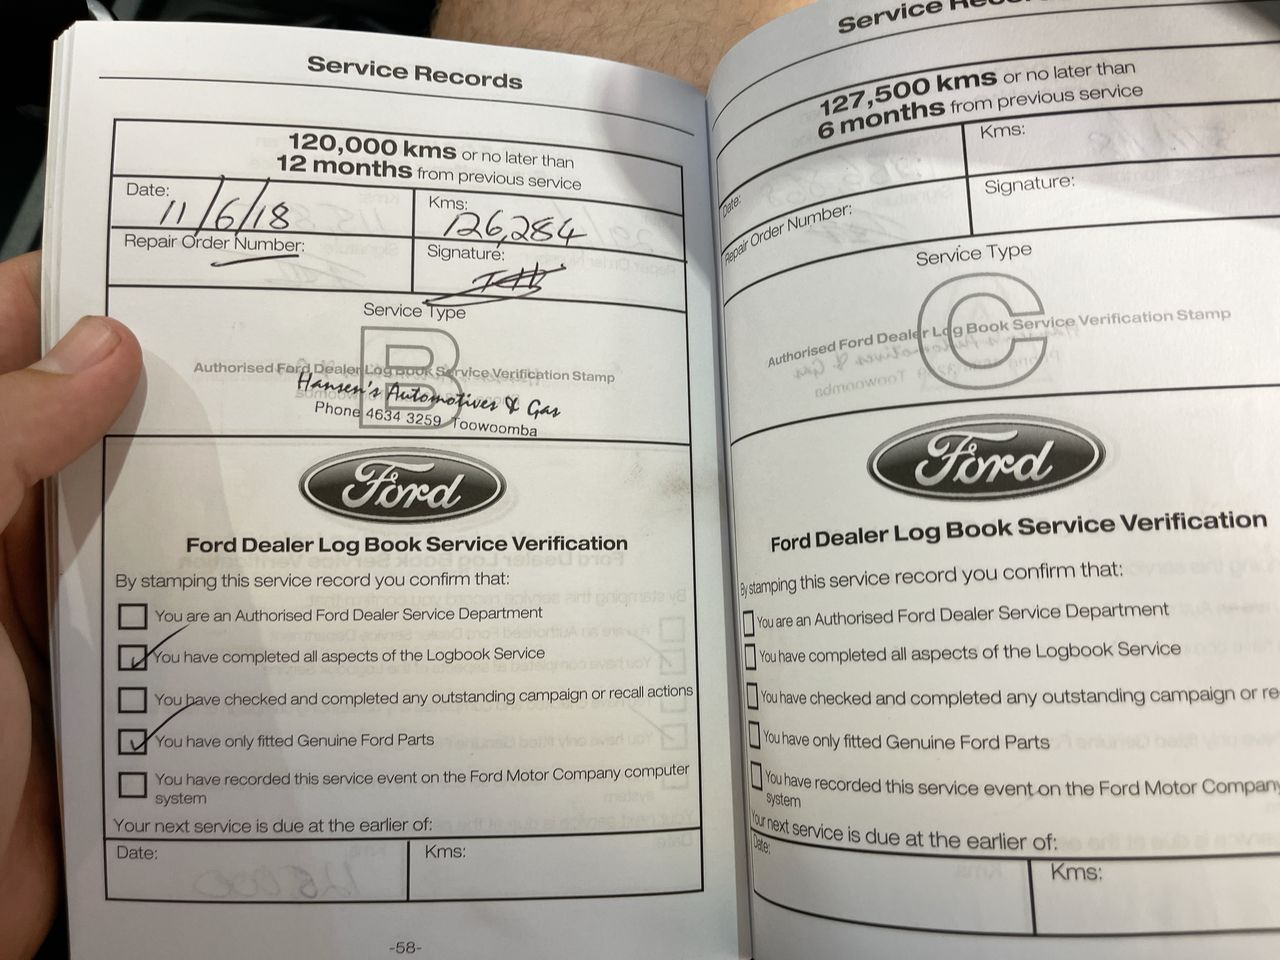 Service Records
120,000 kms or no later than
12 months from previous service
Date: 11/6/18
Kms: 126,284
Repair Order Number:
Signature:
Service Type
B
Authorised Ford Dealer Log Book Service Verification Stamp
Hansen's Automotives & Gas
Phone 4634 3259 Toowoomba
Ford
Ford Dealer Log Book Service Verification
By stamping this service record you confirm that:
You are an Authorised Ford Dealer Service Department
You have completed all aspects of the Logbook Service
You have checked and completed any outstanding campaign or recall actions
You have only fitted Genuine Ford Parts
You have recorded this service event on the Ford Motor Company computer
system
Your next service is due at the earlier of:
Date:
Kms:
-58-
Service
127,500 kms or no later than
6 months from previous service
Date:
Kms:
Repair Order Number:
Signature:
Service Type
C
Authorised Ford Dealer Log Book Service Verification Stamp
Ford
Ford Dealer Log Book Service Verification
By stamping this service record you confirm that:
You are an Authorised Ford Dealer Service Department
You have completed all aspects of the Logbook Service
You have checked and completed any outstanding campaign or re
You have only fitted Genuine Ford Parts
You have recorded this service event on the Ford Motor Company
system
Your next service is due at the earlier of:
Date:
Kms: